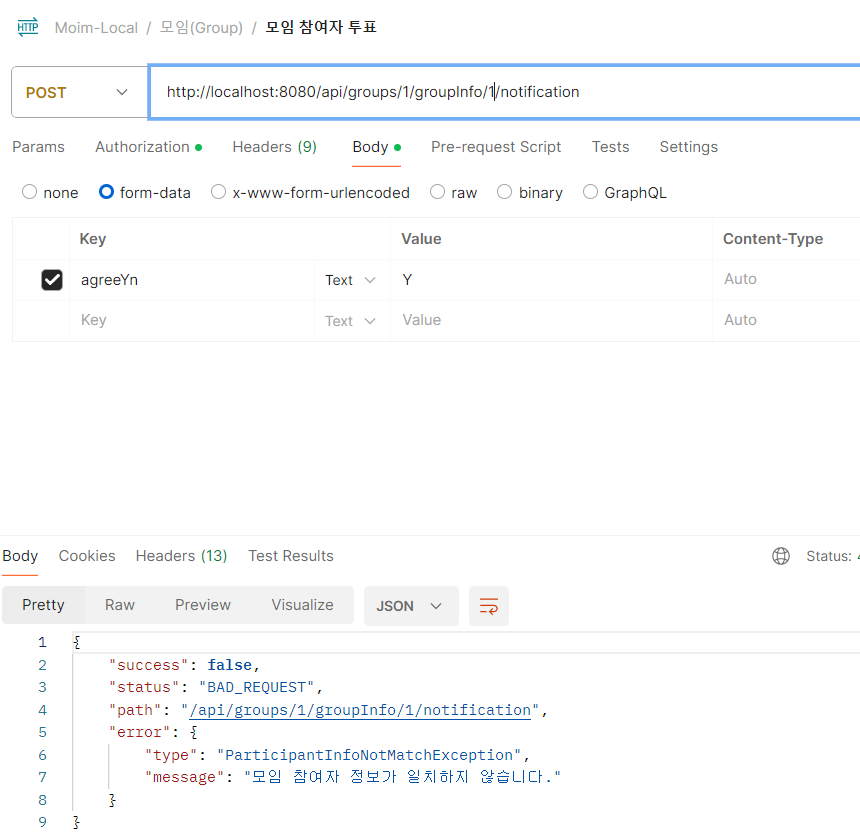 HTTP Moim-Local / 모임(Group) / 모임 참여자 투표
POST http://localhost:8080/api/groups/1/groupInfo/1/notification
Params Authorization Headers (9) Body Pre-request Script Tests Settings
none form-data x-www-form-urlencoded raw binary GraphQL
Key Value Content-Type
agreeYn Text Y Auto
Key Text Value Auto
Body Cookies Headers (13) Test Results Status: 4
Pretty Raw Preview Visualize JSON
1 {
2 "success": false,
3 "status": "BAD_REQUEST",
4 "path": "/api/groups/1/groupInfo/1/notification",
5 "error": {
6 "type": "ParticipantInfoNotMatchException",
7 "message": "모임 참여자 정보가 일치하지 않습니다."
8 }
9 }